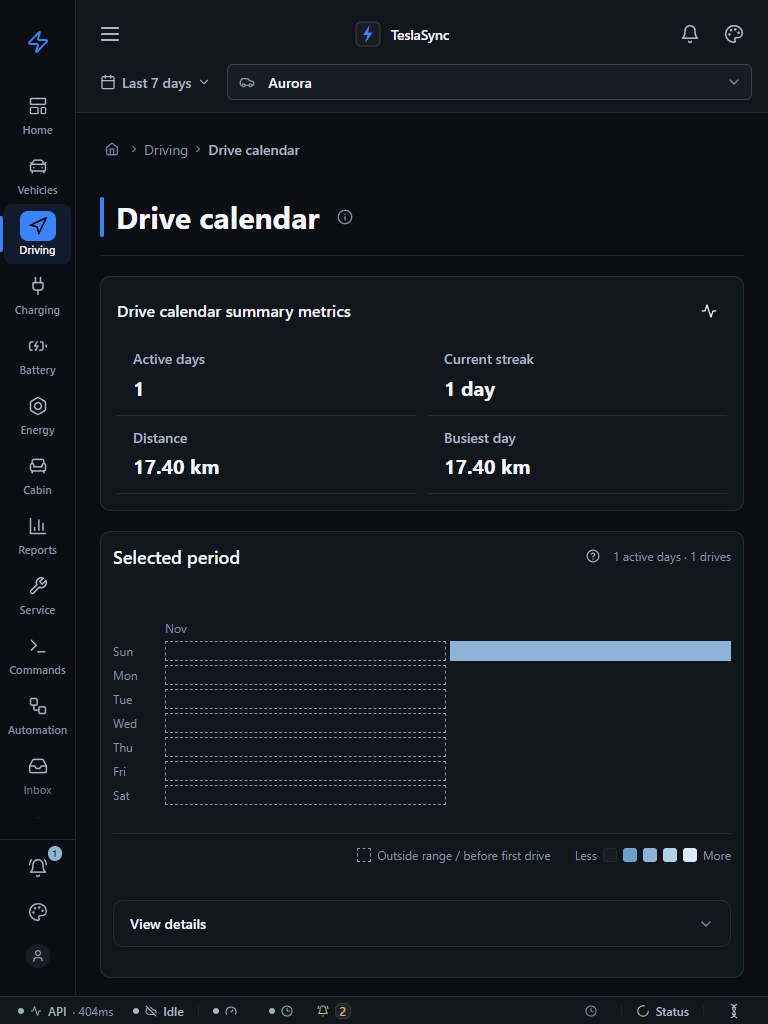 TeslaSync
Last 7 days
Aurora
Home
Vehicles
Driving
Charging
Battery
Energy
Cabin
Reports
Service
Commands
Automation
Inbox
1
Driving
Drive calendar
Drive calendar
Drive calendar summary metrics
Active days
1
Current streak
1 day
Distance
17.40 km
Busiest day
17.40 km
Selected period
1 active days · 1 drives
Nov
Sun
Mon
Tue
Wed
Thu
Fri
Sat
Outside range / before first drive
Less
More
View details
API · 404ms
Idle
2
Status